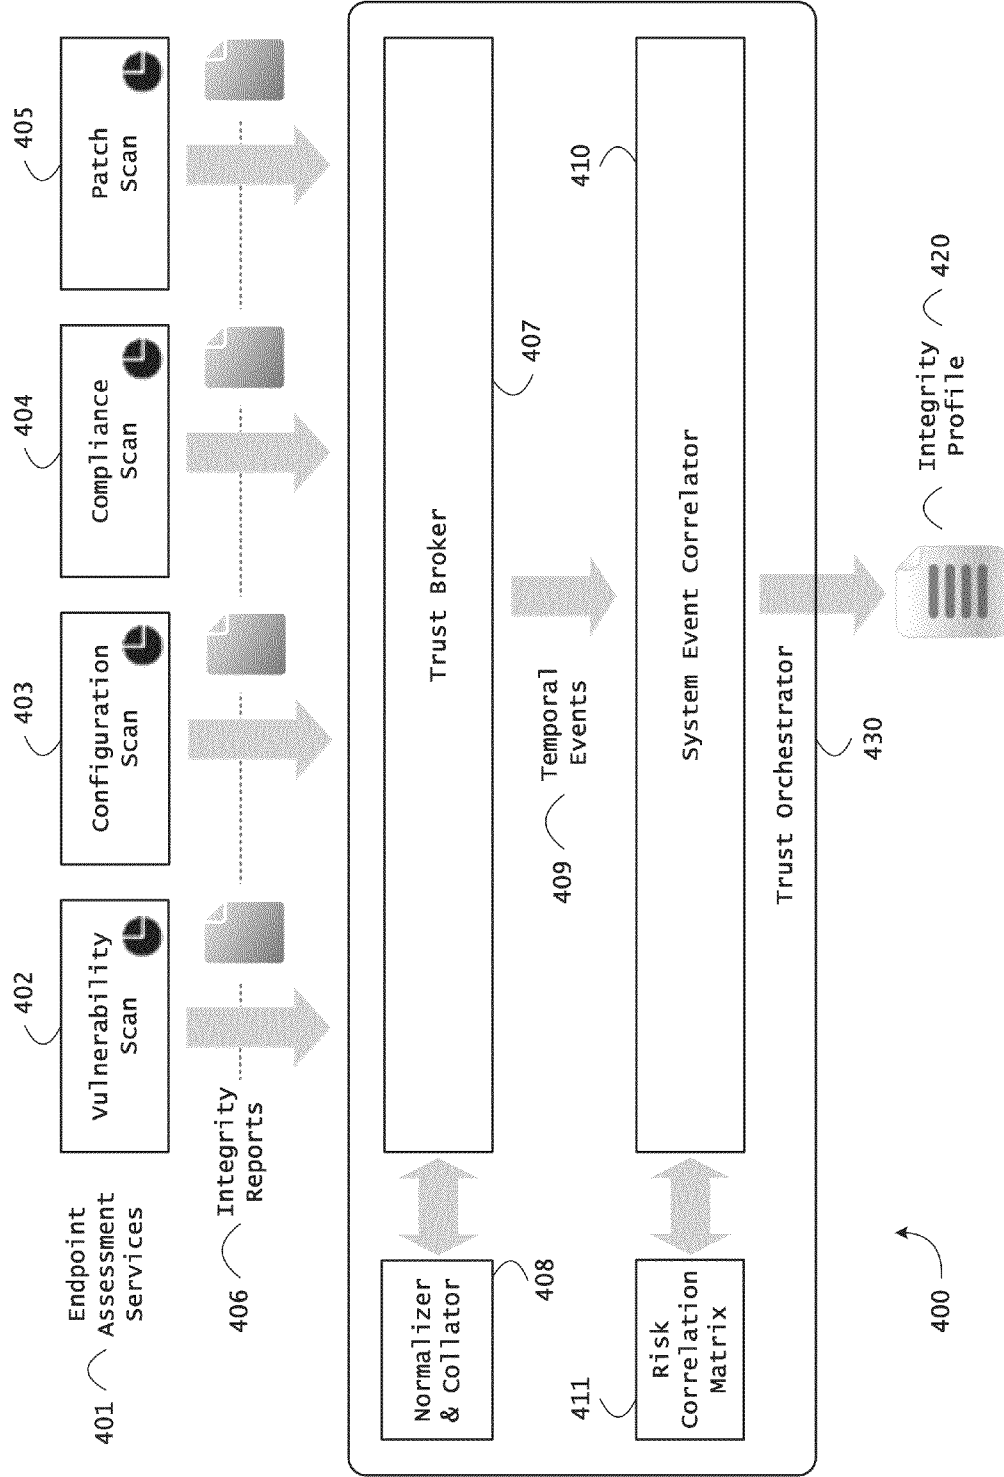 401
Endpoint
Assessment
Services
402
Vulnerability
Scan
403
Configuration
Scan
404
Compliance
Scan
405
Patch
Scan
406
Integrity
Reports
Normalizer
& Collator
408
Trust Broker
407
409
Temporal
Events
411
Risk
Correlation
Matrix
System Event Correlator
410
Trust Orchestrator
430
400
Integrity
Profile
420